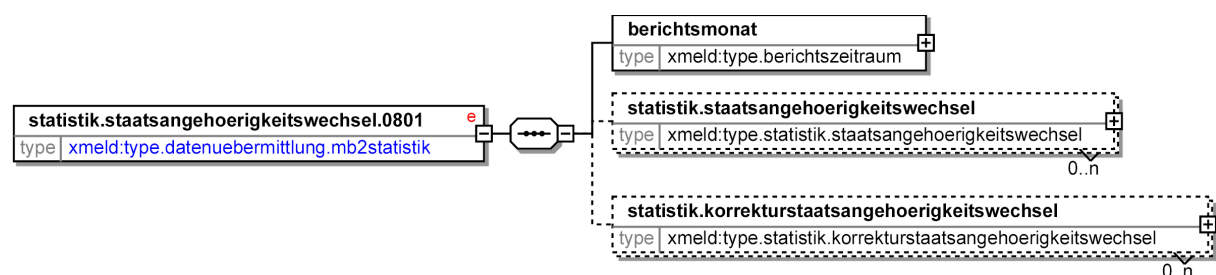 berichtsmonat
type xmeld:type.berichtszeitraum
statistik.staatsangehoerigkeitswechsel.0801 e
type xmeld:type.datenuebermittlung.mb2statistik
statistik.staatsangehoerigkeitswechsel
type xmeld:type.statistik.staatsangehoerigkeitswechsel
0..n
statistik.korrekturstaatsangehoerigkeitswechsel
type xmeld:type.statistik.korrekturstaatsangehoerigkeitswechsel
0..n